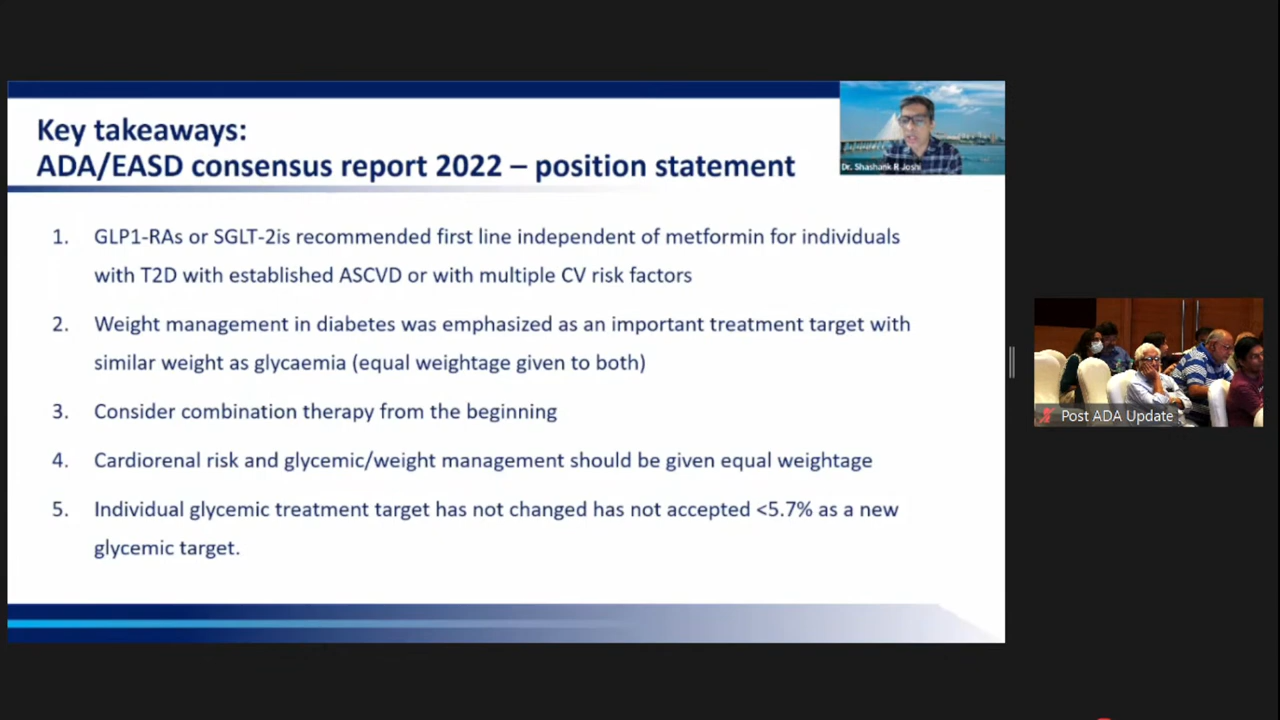 Key takeaways:
ADA/EASD consensus report 2022 – position statement
Dr. Shashank R Joshi
1. GLP1-RAs or SGLT-2is recommended first line independent of metformin for individuals
with T2D with established ASCVD or with multiple CV risk factors
2. Weight management in diabetes was emphasized as an important treatment target with
similar weight as glycaemia (equal weightage given to both)
3. Consider combination therapy from the beginning
4. Cardiorenal risk and glycemic/weight management should be given equal weightage
5. Individual glycemic treatment target has not changed has not accepted <5.7% as a new
glycemic target.
Post ADA Update